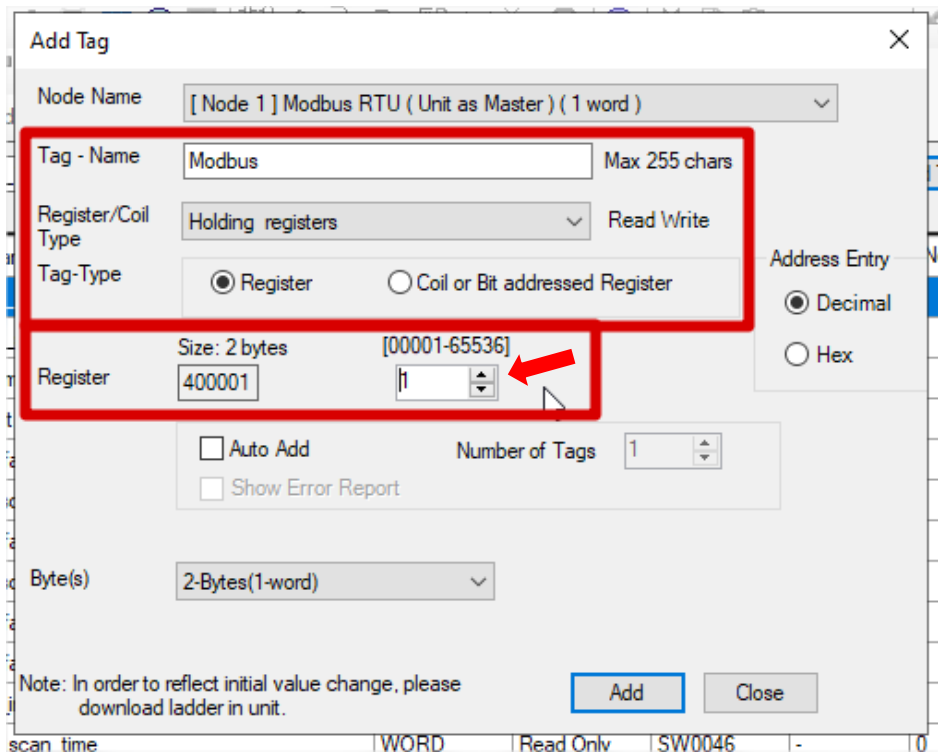 Add Tag
Node Name [ Node 1 ] Modbus RTU ( Unit as Master ) ( 1 word )
Tag - Name Modbus Max 255 chars
Register/Coil Type Holding registers Read Write
Tag-Type Register Coil or Bit addressed Register
Address Entry
Decimal
Hex
Size: 2 bytes [00001-65536]
Register 400001 1
Auto Add Number of Tags 1
Show Error Report
Byte(s) 2-Bytes(1-word)
Note: In order to reflect initial value change, please
download ladder in unit.
Add Close
scan_time WORD Read Only SW0046 - 0